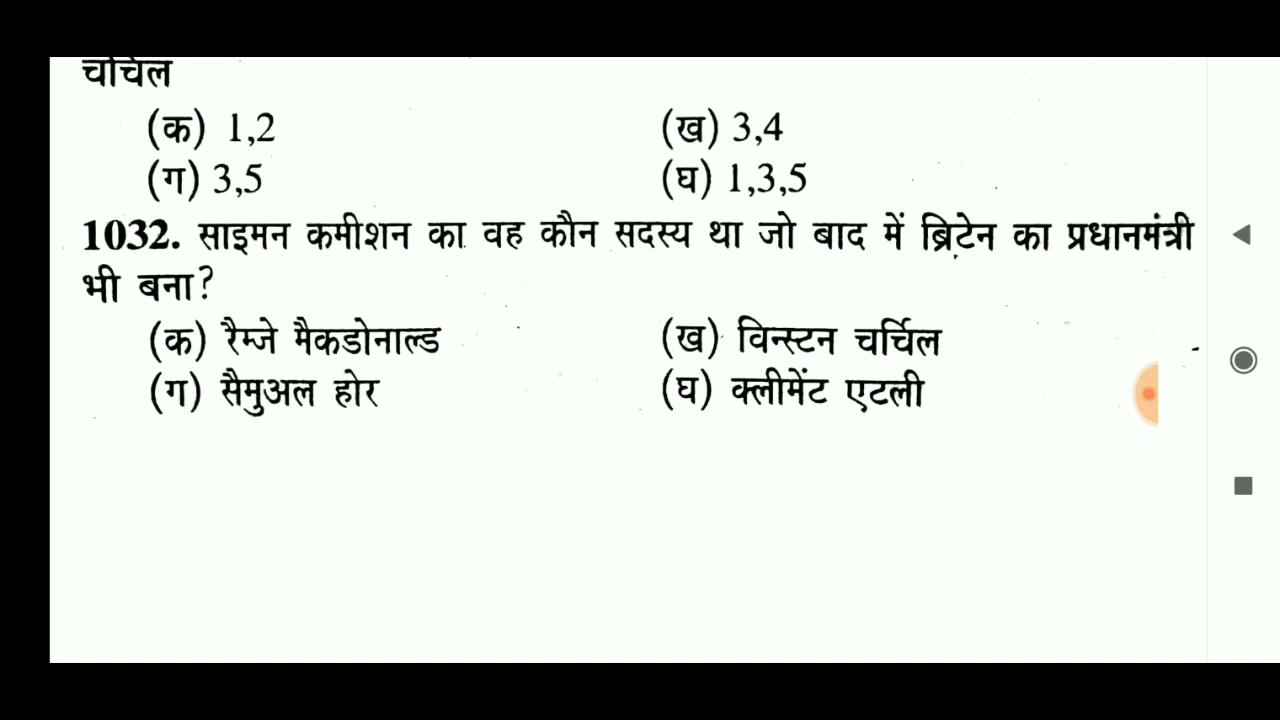 चर्चिल
(क) 1,2 (ख) 3,4
(ग) 3,5 (घ) 1,3,5
1032. साइमन कमीशन का वह कौन सदस्य था जो बाद में ब्रिटेन का प्रधानमंत्री
भी बना?
(क) रैम्जे मैकडोनाल्ड (ख) विन्स्टन चर्चिल
(ग) सैमुअल होर (घ) क्लीमेंट एटली